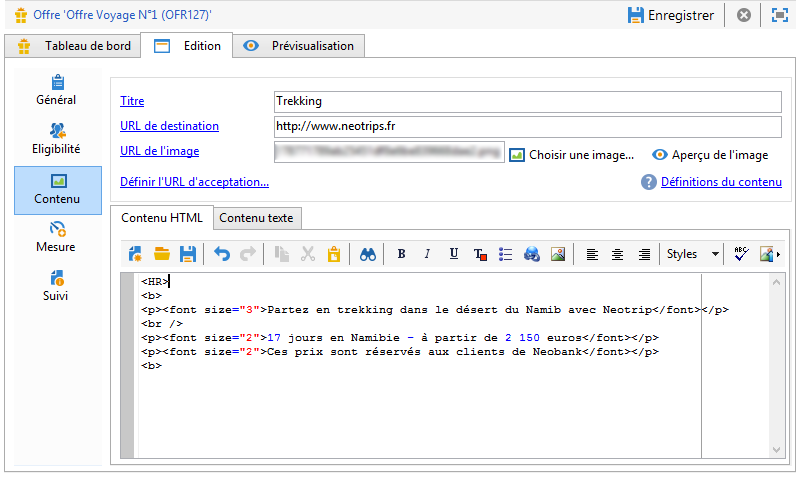 Offre 'Offre Voyage N°1 (OFR127)'
Enregistrer
Tableau de bord
Edition
Prévisualisation
Général
Eligibilité
Contenu
Mesure
Suivi
Titre
Trekking
URL de destination
http://www.neotrips.fr
URL de l'image
Choisir une image...
Aperçu de l'image
Définir l'URL d'acceptation...
? Définitions du contenu
Contenu HTML
Contenu texte
B I U T Styles ABC
<HR>
<b>
<p><font size="3">Partez en trekking dans le désert du Namib avec Neotrip</font></p>
<br />
<p><font size="2">17 jours en Namibie - à partir de 2 150 euros</font></p>
<p><font size="2">Ces prix sont réservés aux clients de Neobank</font></p>
<b>